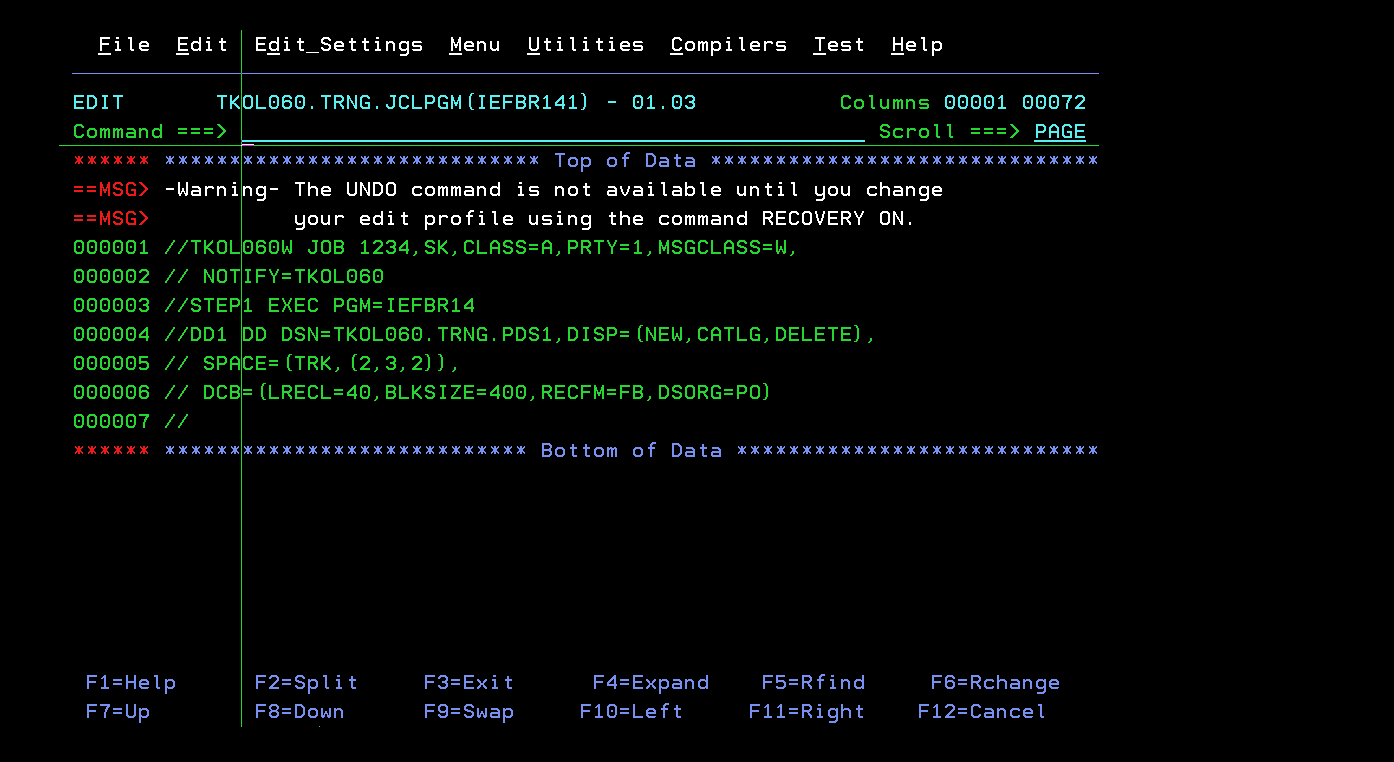 File Edit Edit_Settings Menu Utilities Compilers Test Help
EDIT TKOL060.TRNG.JCLPGM(IEFBR141) - 01.03 Columns 00001 00072
Command ===> Scroll ===> PAGE
****** ***************************** Top of Data ******************************
==MSG> -Warning- The UNDO command is not available until you change
==MSG> your edit profile using the command RECOVERY ON.
000001 //TKOL060W JOB 1234,SK,CLASS=A,PRTY=1,MSGCLASS=W,
000002 // NOTIFY=TKOL060
000003 //STEP1 EXEC PGM=IEFBR14
000004 //DD1 DD DSN=TKOL060.TRNG.PDS1,DISP=(NEW,CATLG,DELETE),
000005 // SPACE=(TRK,(2,3,2)),
000006 // DCB=(LRECL=40,BLKSIZE=400,RECFM=FB,DSORG=PO)
000007 //
****** **************************** Bottom of Data ****************************
F1=Help F2=Split F3=Exit F4=Expand F5=Rfind F6=Rchange
F7=Up F8=Down F9=Swap F10=Left F11=Right F12=Cancel